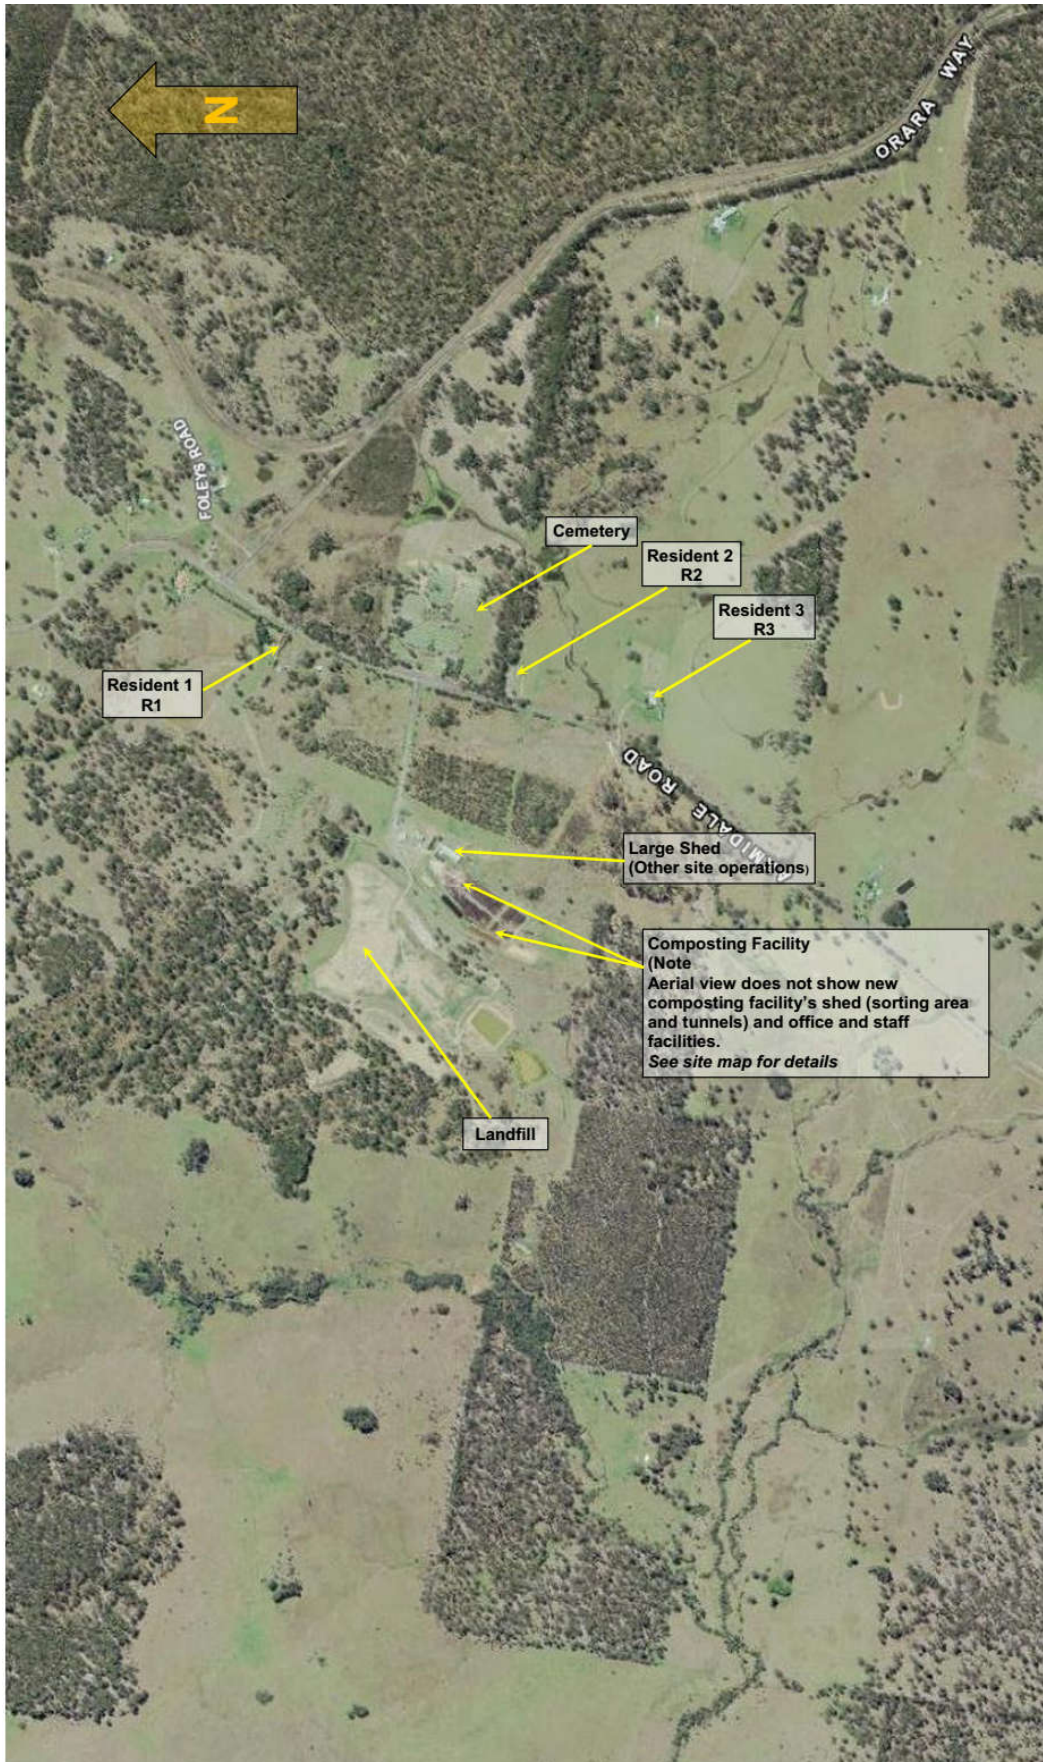 N
ORARA WAY
FOLEYS ROAD
Cemetery
Resident 2
R2
Resident 3
R3
Resident 1
R1
ARMIDALE ROAD
Large Shed
(Other site operations)
Composting Facility
(Note
Aerial view does not show new
composting facility's shed (sorting area
and tunnels) and office and staff
facilities.
See site map for details
Landfill